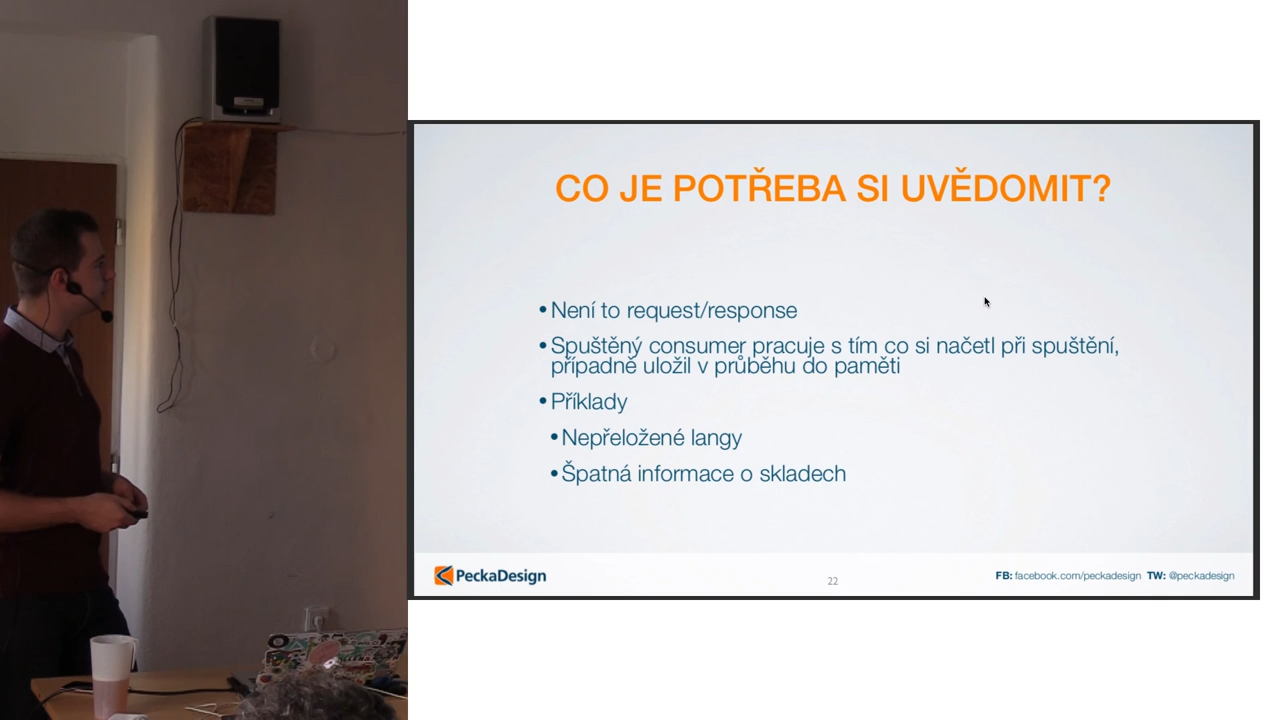 CO JE POTŘEBA SI UVĚDOMIT?
•Není to request/response
•Spuštěný consumer pracuje s tím co si načetl při spuštění,
případně uložil v průběhu do paměti
•Příklady
•Nepřeložené langy
•Špatná informace o skladech
PeckaDesign
22
FB: facebook.com/peckadesign TW: @peckadesign